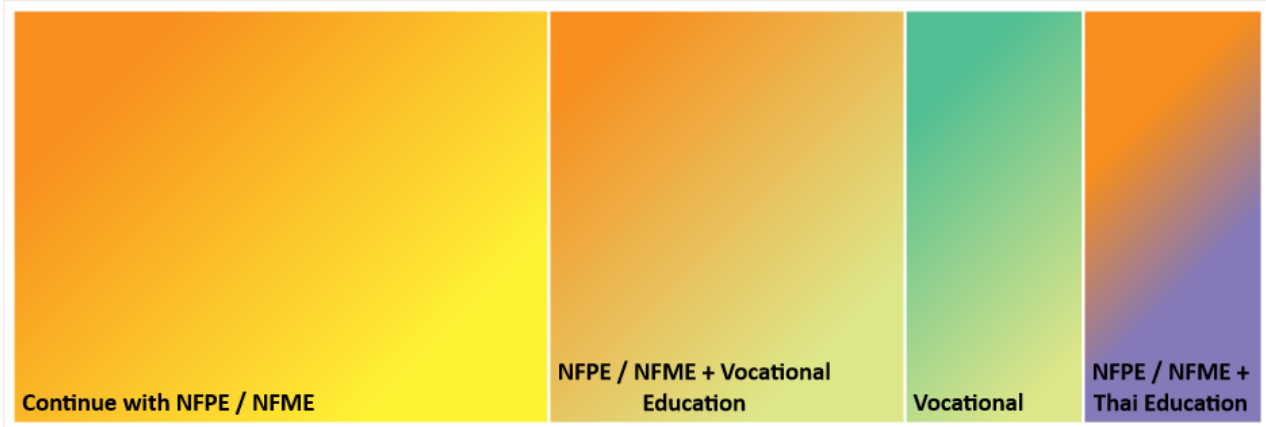 Continue with NFPE / NFME
NFPE / NFME + Vocational
Education
Vocational
NFPE / NFME +
Thai Education